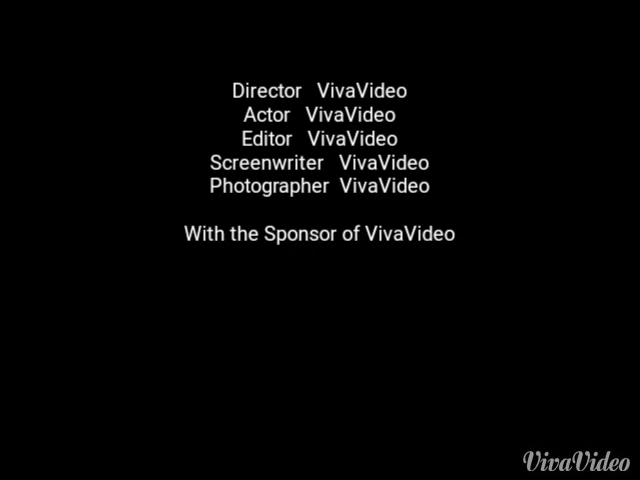 Director VivaVideo
Actor VivaVideo
Editor VivaVideo
Screenwriter VivaVideo
Photographer VivaVideo
With the Sponsor of VivaVideo
VivaVideo